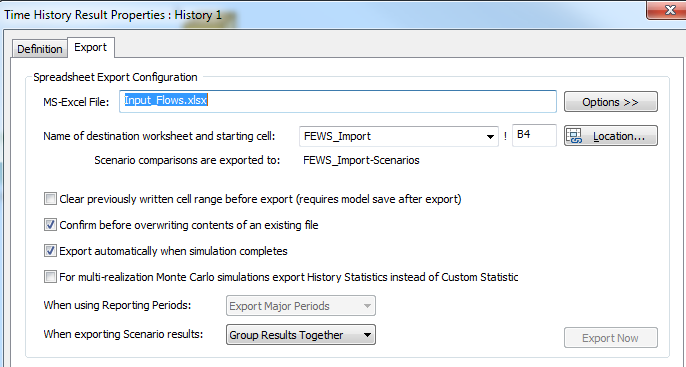 Time History Result Properties : History 1
Definition
Export
Spreadsheet Export Configuration
MS-Excel File: Input_Flows.xlsx Options >>
Name of destination worksheet and starting cell: FEWS_Import ! B4 Location...
Scenario comparisons are exported to: FEWS_Import-Scenarios
Clear previously written cell range before export (requires model save after export)
Confirm before overwriting contents of an existing file
Export automatically when simulation completes
For multi-realization Monte Carlo simulations export History Statistics instead of Custom Statistic
When using Reporting Periods: Export Major Periods
When exporting Scenario results: Group Results Together Export Now